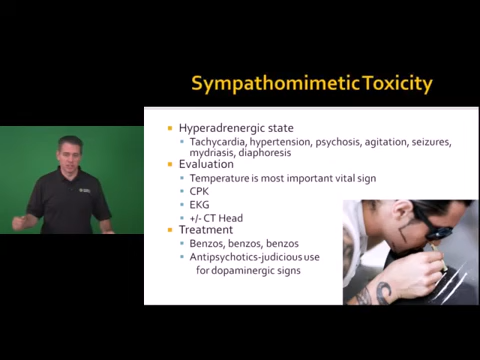 Sympathomimetic Toxicity
Hyperadrenergic state
Tachycardia, hypertension, psychosis, agitation, seizures,
mydriasis, diaphoresis
Evaluation
Temperature is most important vital sign
CPK
EKG
+/- CT Head
Treatment
Benzos, benzos, benzos
Antipsychotics-judicious use
for dopaminergic signs